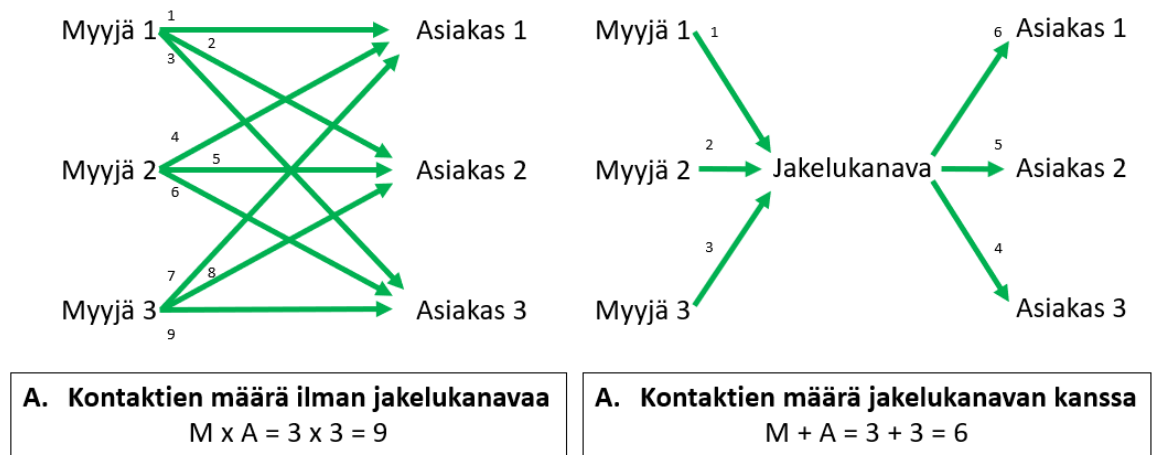 Myyjä 1
1
2
3
Asiakas 1
4
Myyjä 2
5
6
Asiakas 2
7
8
Myyjä 3
9
Asiakas 3
A. Kontaktien määrä ilman jakelukanavaa
M x A = 3 x 3 = 9
Myyjä 1
1
6
Asiakas 1
2
Myyjä 2
Jakelukanava
5
Asiakas 2
3
4
Myyjä 3
Asiakas 3
A. Kontaktien määrä jakelukanavan kanssa
M + A = 3 + 3 = 6